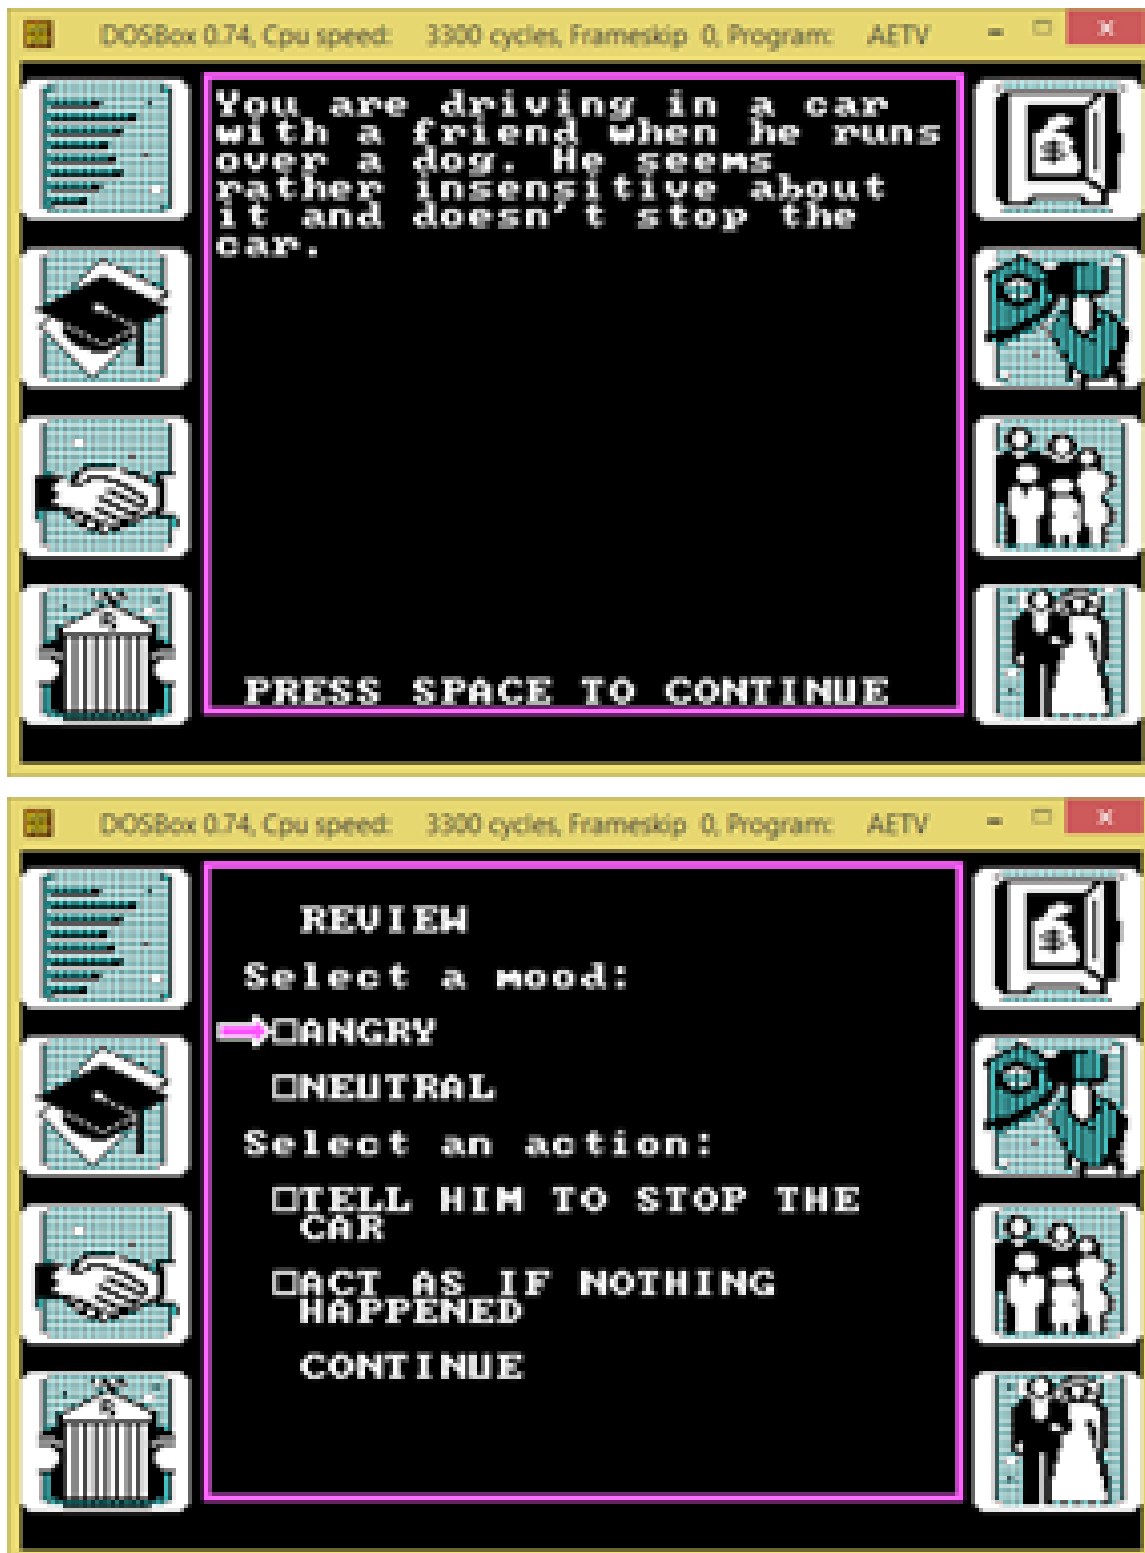 DOSBox 0.74, Cpu speed: 3300 cycles, Frameskip 0, Program: AETV
You are driving in a car
with a friend when he runs
over a dog. He seems
rather insensitive about
it and doesn't stop the
car.
PRESS SPACE TO CONTINUE
DOSBox 0.74, Cpu speed: 3300 cycles, Frameskip 0, Program: AETV
REVIEW
Select a mood:
ANGRY
NEUTRAL
Select an action:
TELL HIM TO STOP THE
CAR
ACT AS IF NOTHING
HAPPENED
CONTINUE